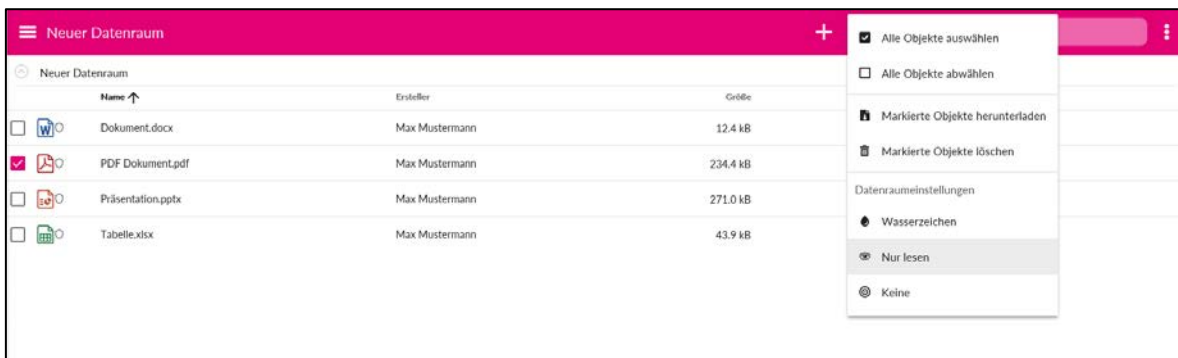 Neuer Datenraum
Neuer Datenraum
Name Ersteller Größe
Dokument.docx Max Mustermann 12.4 kB
PDF Dokument.pdf Max Mustermann 234.4 kB
Präsentation.pptx Max Mustermann 271.0 kB
Tabelle.xlsx Max Mustermann 43.9 kB
Alle Objekte auswählen
Alle Objekte abwählen
Markierte Objekte herunterladen
Markierte Objekte löschen
Datenraumeinstellungen
Wasserzeichen
Nur lesen
Keine